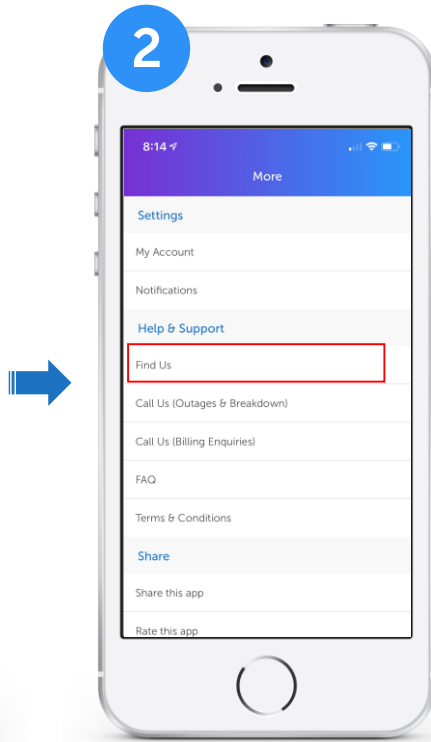 2
8:14
More
Settings
My Account
Notifications
Help & Support
Find Us
Call Us (Outages & Breakdown)
Call Us (Billing Enquiries)
FAQ
Terms & Conditions
Share
Share this app
Rate this app